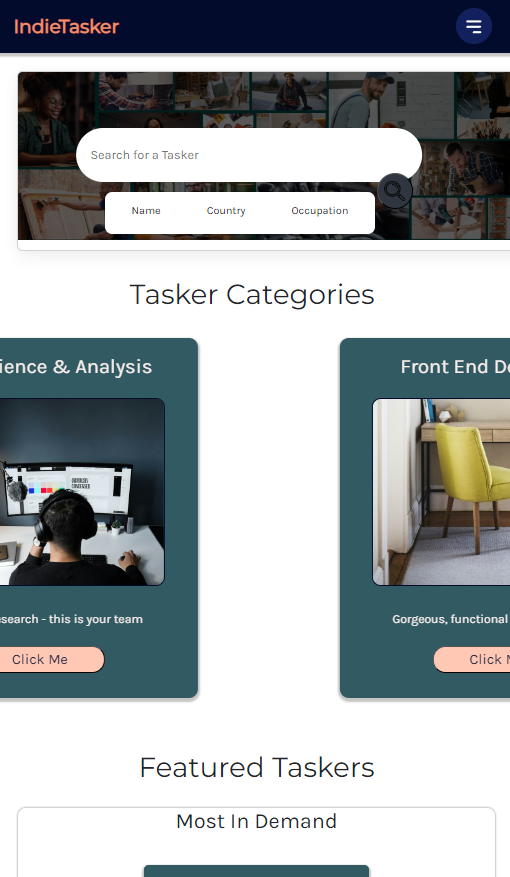 IndieTasker
Search for a Tasker
Name Country Occupation
Tasker Categories
ience & Analysis
Front End De
search - this is your team
Gorgeous, functional
Click Me
Click M
Featured Taskers
Most In Demand